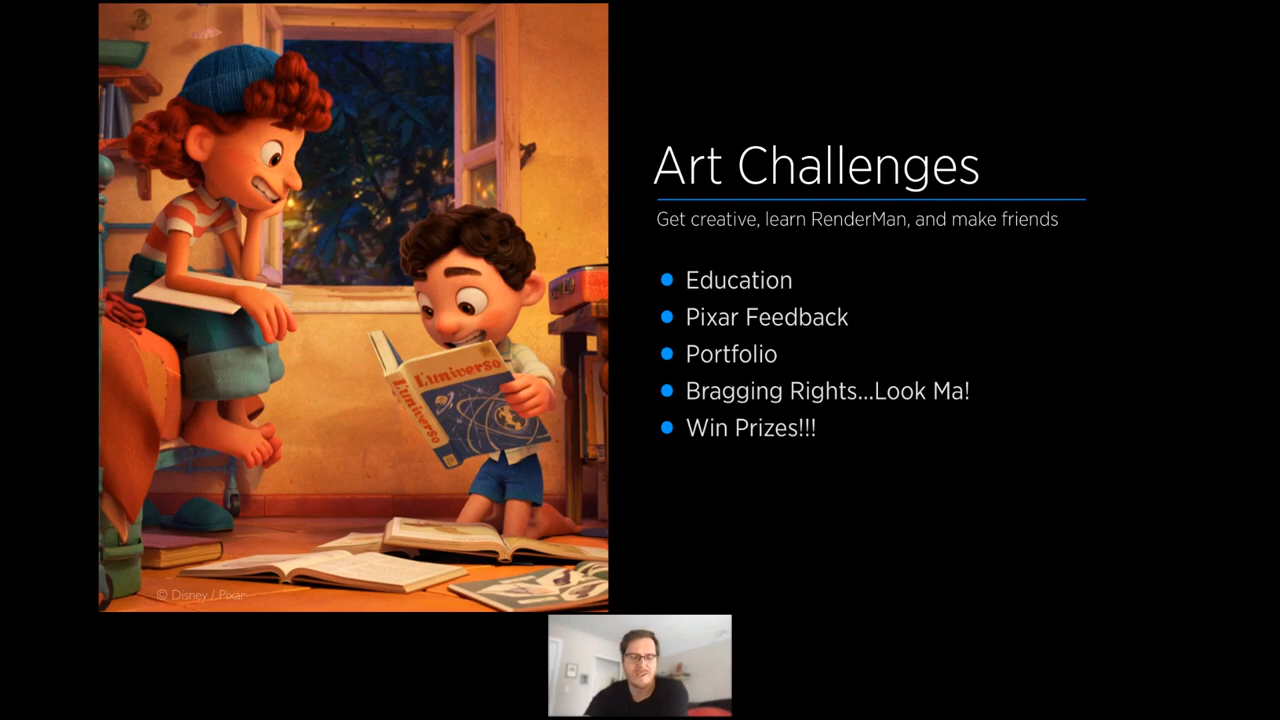 Art Challenges
Get creative, learn RenderMan, and make friends
Education
Pixar Feedback
Portfolio
Bragging Rights...Look Ma!
Win Prizes!!!
L'universo
L'universo
© Disney / Pixar